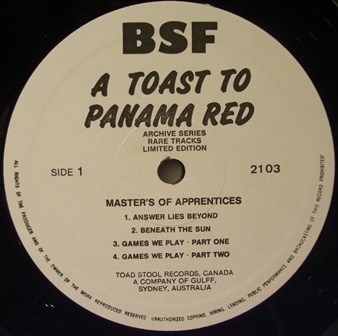 BSF
A TOAST TO
PANAMA RED
ARCHIVE SERIES
RARE TRACKS
LIMITED EDITION
SIDE 1
2103
MASTER'S OF APPRENTICES
1. ANSWER LIES BEYOND
2. BENEATH THE SUN
3. GAMES WE PLAY · PART ONE
4. GAMES WE PLAY · PART TWO
TOAD STOOL RECORDS, CANADA
A COMPANY OF GULFF,
SYDNEY, AUSTRALIA
ALL RIGHTS OF THE PRODUCER AND OF THE OWNER OF THE WORK REPRODUCED RESERVED UNAUTHORIZED COPYING, HIRING, LENDING, PUBLIC PERFORMANCE AND BROADCASTING OF THIS RECORD PROHIBITED